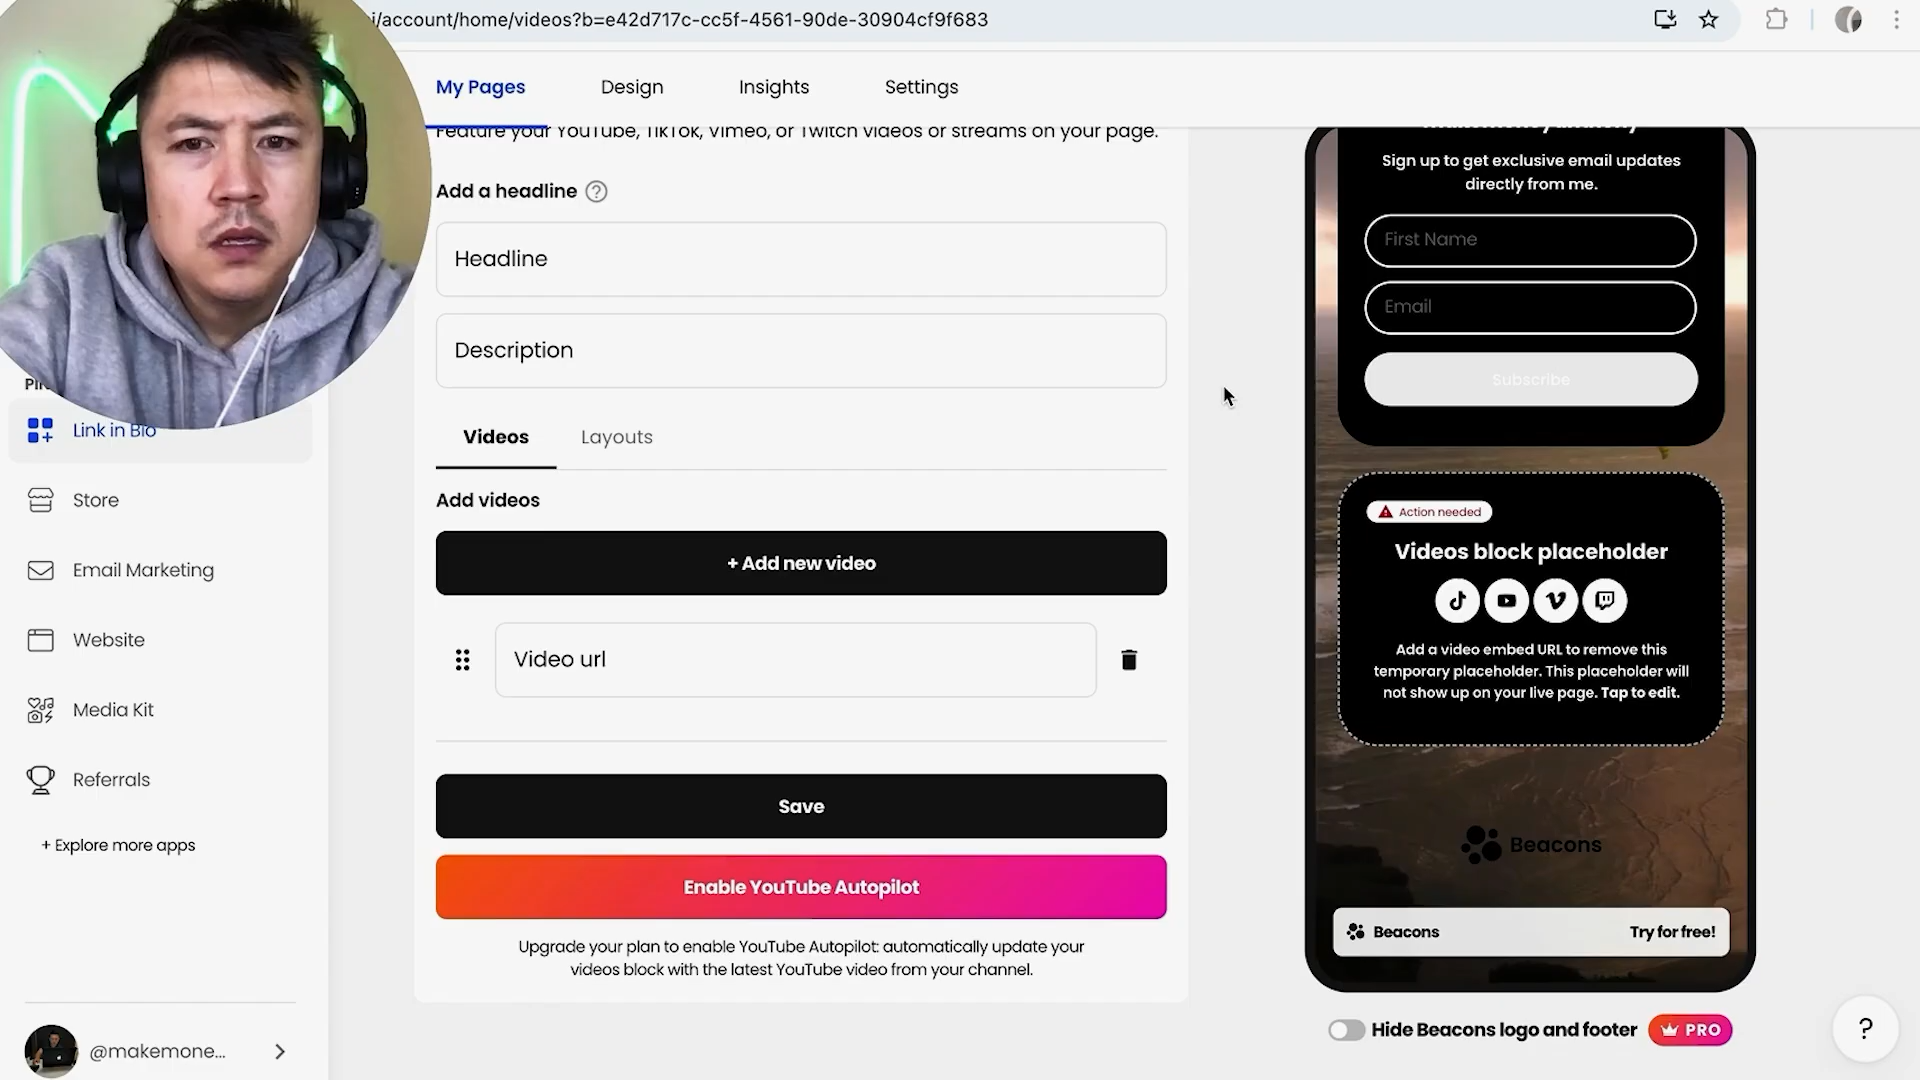 i/account/home/videos?b=e42d717c-cc5f-4561-90de-30904cf9f683
My Pages
Design
Insights
Settings
Feature your YouTube, TikTok, Vimeo, or Twitch videos or streams on your page.
Add a headline
Headline
Description
Videos
Layouts
Add videos
+ Add new video
Video url
Save
Enable YouTube Autopilot
Upgrade your plan to enable YouTube Autopilot: automatically update your
videos block with the latest YouTube video from your channel.
Link in Bio
Store
Email Marketing
Website
Media Kit
Referrals
+ Explore more apps
@makemone...
Sign up to get exclusive email updates
directly from me.
First Name
Email
Subscribe
Action needed
Videos block placeholder
Add a video embed URL to remove this
temporary placeholder. This placeholder will
not show up on your live page. Tap to edit.
Beacons
Beacons
Try for free!
Hide Beacons logo and footer
PRO
?